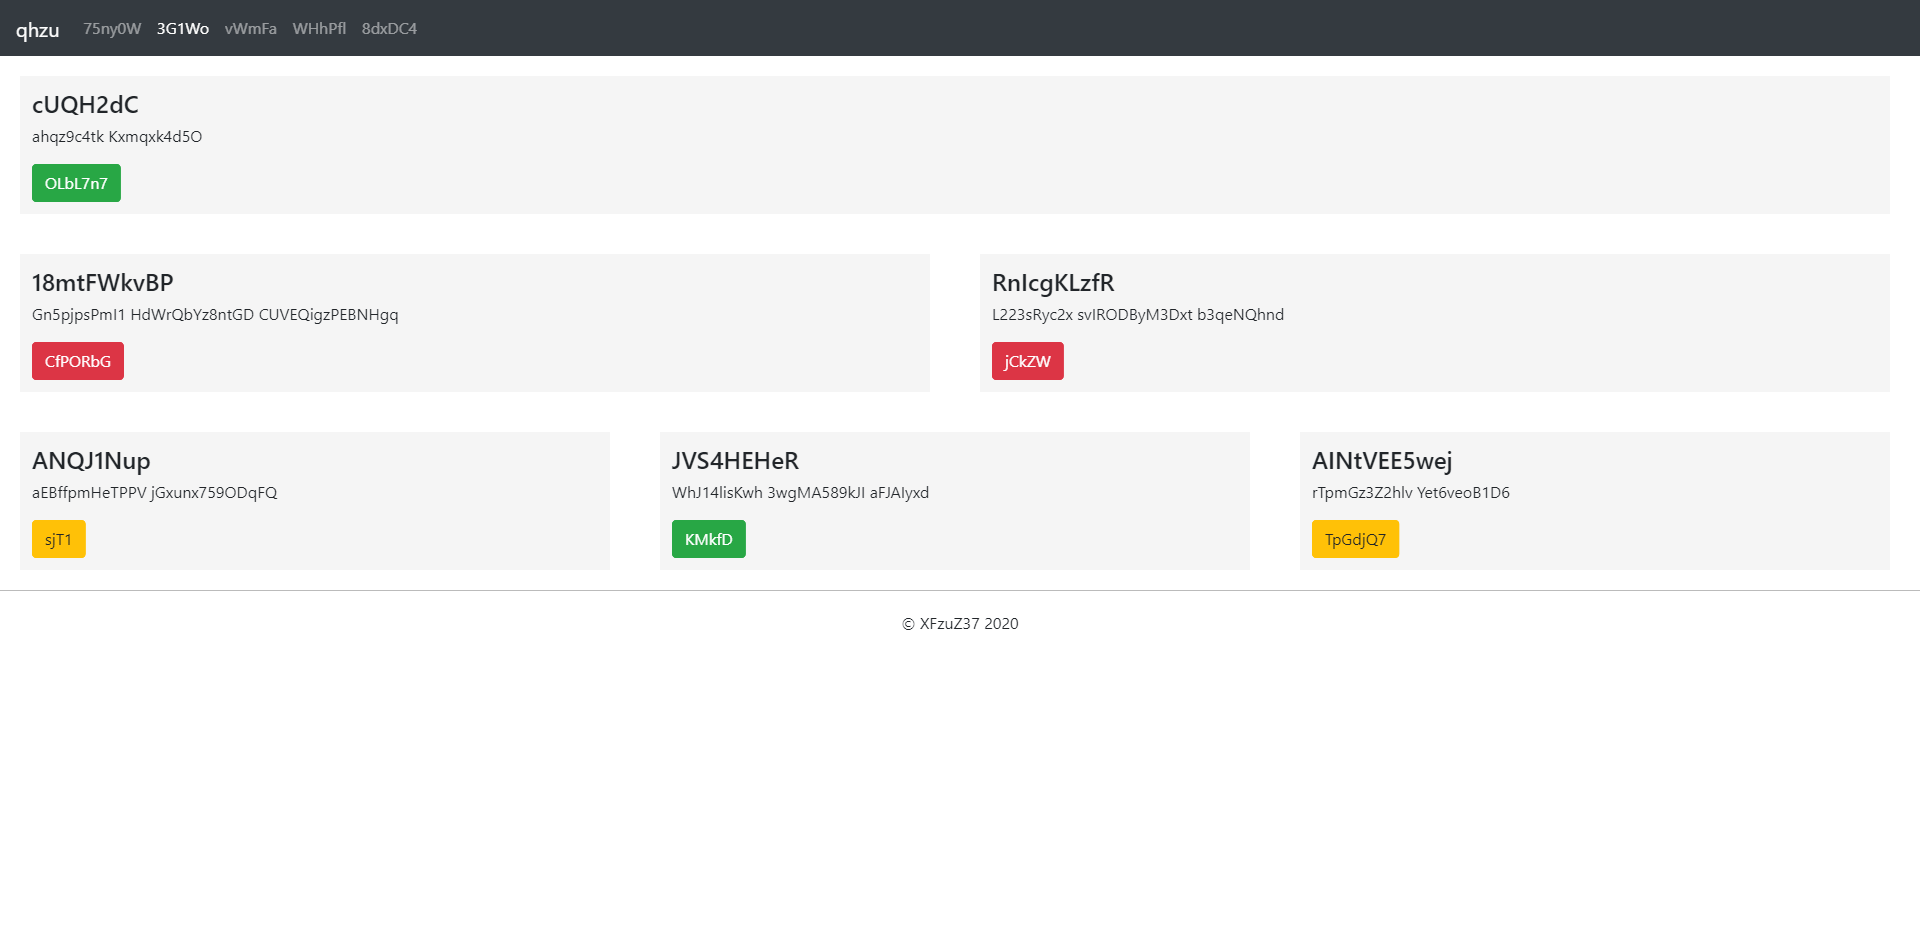 qhzu 75ny0W 3G1Wo vWmFa WHhPfl 8dxDC4
cUQH2dC
ahqz9c4tk Kxmqxk4d5O
OLbL7n7
18mtFWkvBP
Gn5pjpsPmI1 HdWrQbYz8ntGD CUVEQigzPEBNHgq
CfPORbG
RnIcgKLzfR
L223sRyc2x svIRODByM3Dxt b3qeNQhnd
jCkZW
ANQJ1Nup
aEBffpmHeTPPV jGxunx759ODqFQ
sjT1
JVS4HEHeR
WhJ14lisKwh 3wgMA589kJI aFJAIyxd
KMkfD
AINtVEE5wej
rTpmGz3Z2hlv Yet6veoB1D6
TpGdjQ7
© XFzuZ37 2020